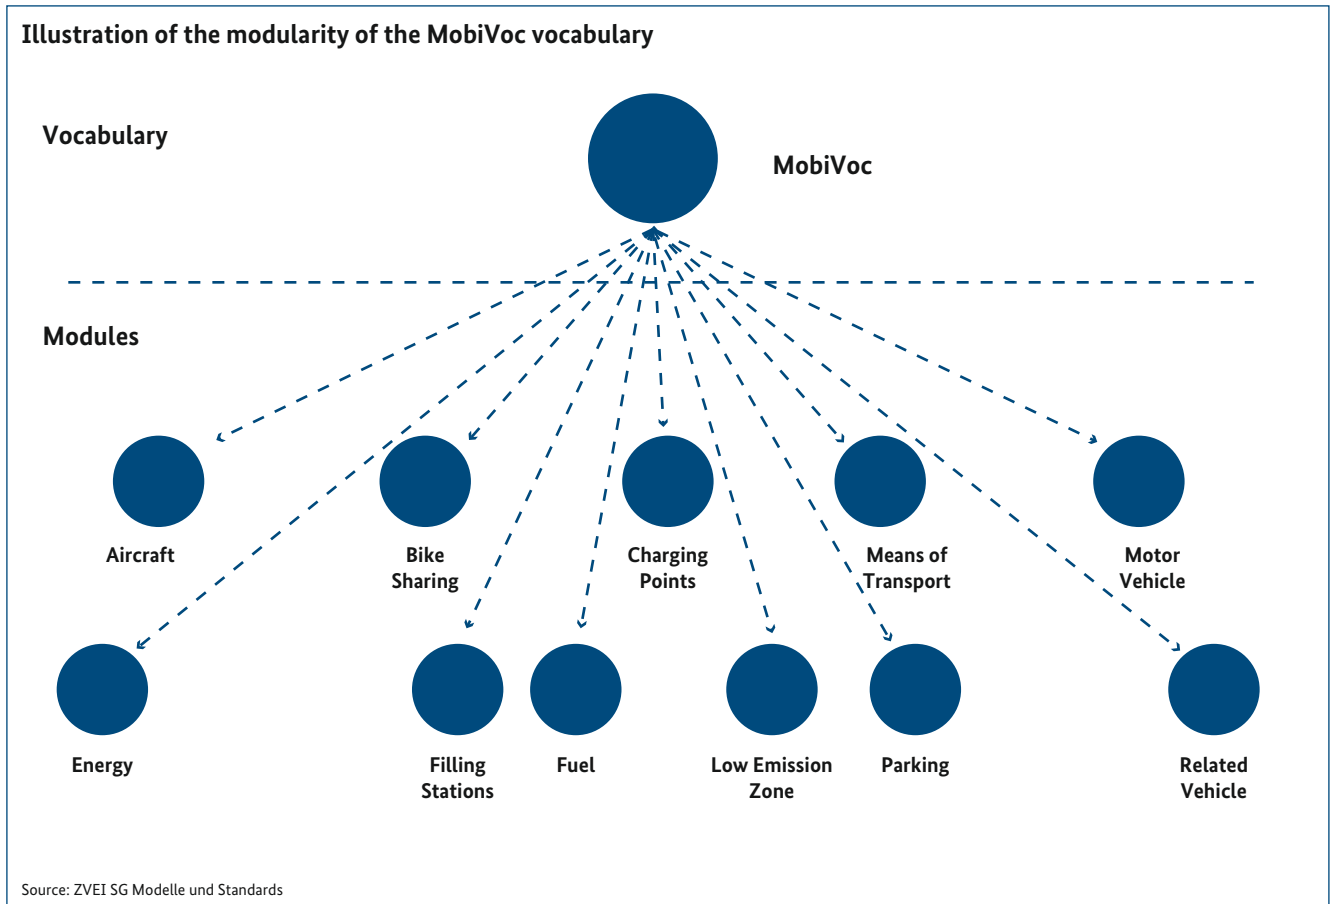 Illustration of the modularity of the MobiVoc vocabulary
Vocabulary
MobiVoc
Modules
Aircraft
Bike
Sharing
Charging
Points
Means of
Transport
Motor
Vehicle
Energy
Filling
Stations
Fuel
Low Emission
Zone
Parking
Related
Vehicle
Source: ZVEI SG Modelle und Standards